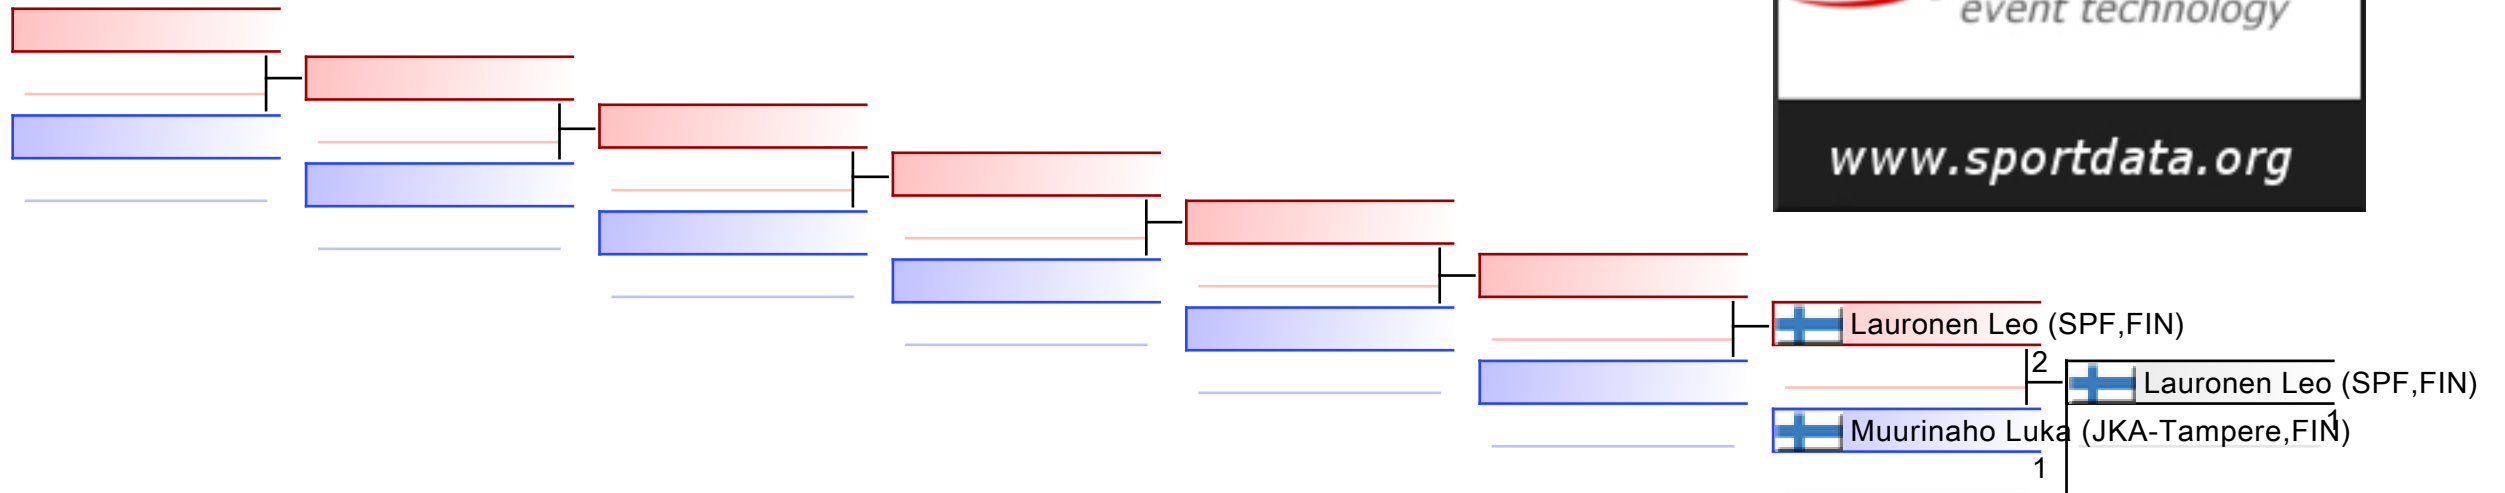 event technology
www.sportdata.org
Lauronen Leo (SPF,FIN)
2
Lauronen Leo (SPF,FIN)
1
Muurinaho Luka (JKA-Tampere,FIN)
1